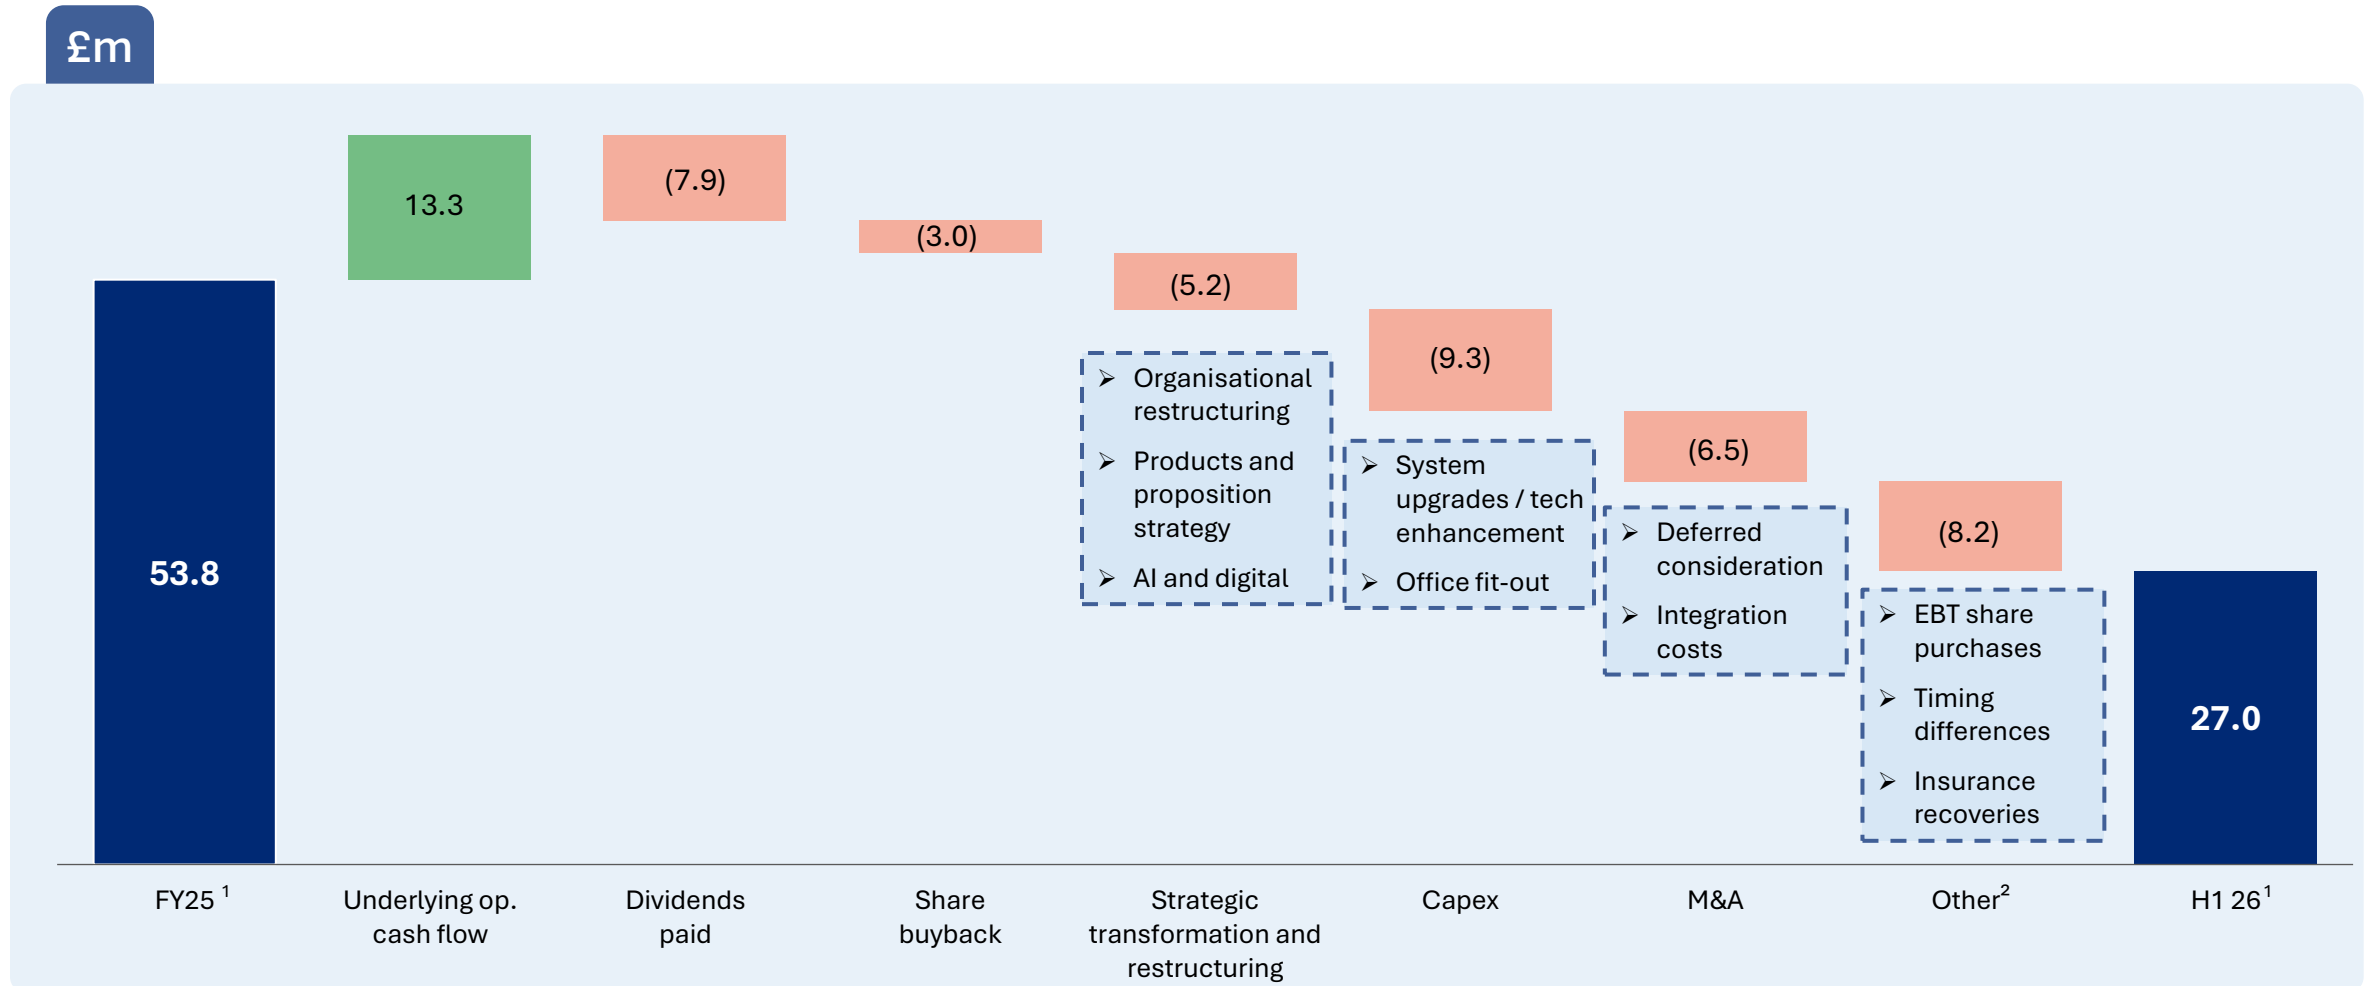 £m
13.3
(7.9)
(3.0)
(5.2)
(9.3)
(6.5)
(8.2)
53.8
27.0
➢ Organisational
restructuring
➢ Products and
proposition
strategy
➢ AI and digital
➢ System
upgrades / tech
enhancement
➢ Office fit-out
➢ Deferred
consideration
➢ Integration
costs
➢ EBT share
purchases
➢ Timing
differences
➢ Insurance
recoveries
FY25 ¹
Underlying op.
cash flow
Dividends
paid
Share
buyback
Strategic
transformation and
restructuring
Capex
M&A
Other²
H1 26¹